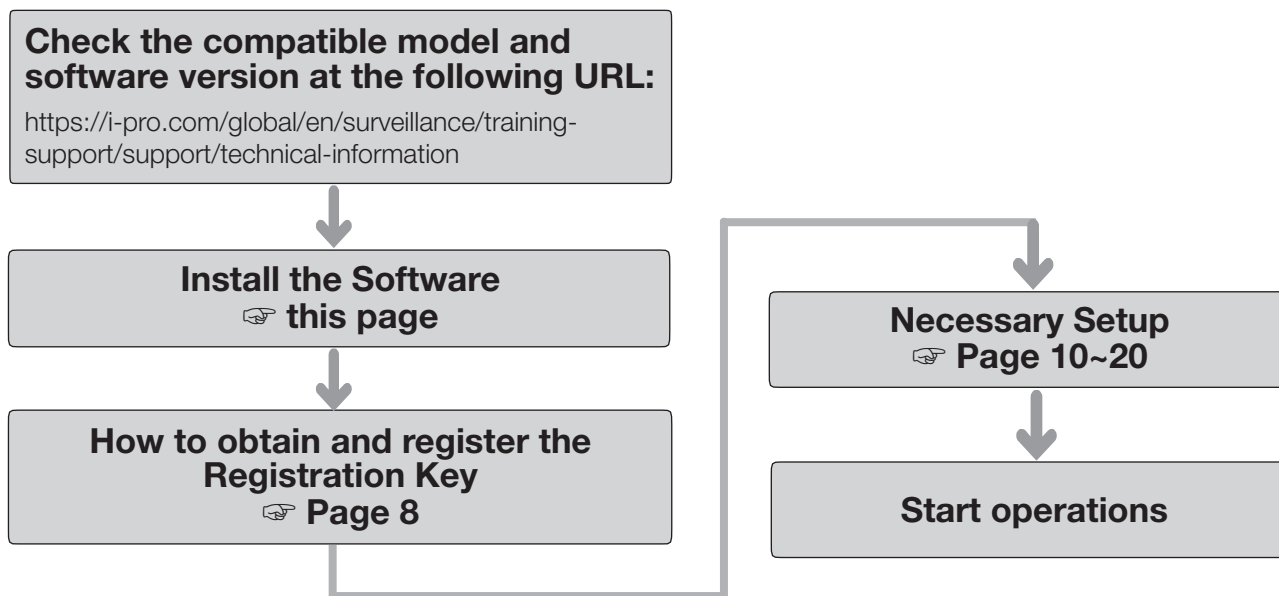 Check the compatible model and
software version at the following URL:
https://i-pro.com/global/en/surveillance/training-
support/support/technical-information
Install the Software
☞ this page
How to obtain and register the
Registration Key
☞ Page 8
Necessary Setup
☞ Page 10~20
Start operations